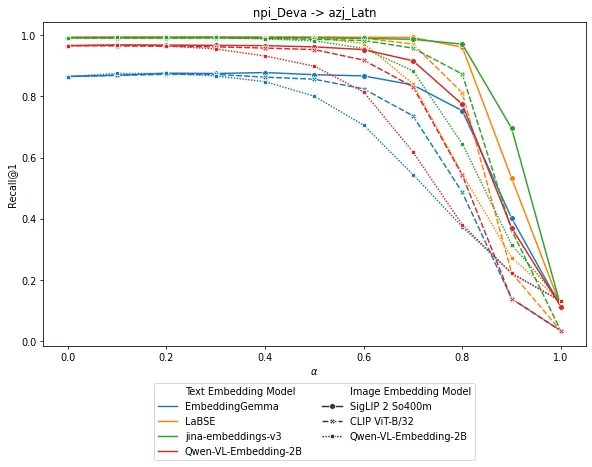 npi_Deva -> azj_Latn
Recall@1
1.0
0.8
0.6
0.4
0.2
0.0
0.0 0.2 0.4 0.6 0.8 1.0
α
Text Embedding Model Image Embedding Model
EmbeddingGemma SigLIP 2 So400m
LaBSE CLIP ViT-B/32
jina-embeddings-v3 Qwen-VL-Embedding-2B
Qwen-VL-Embedding-2B